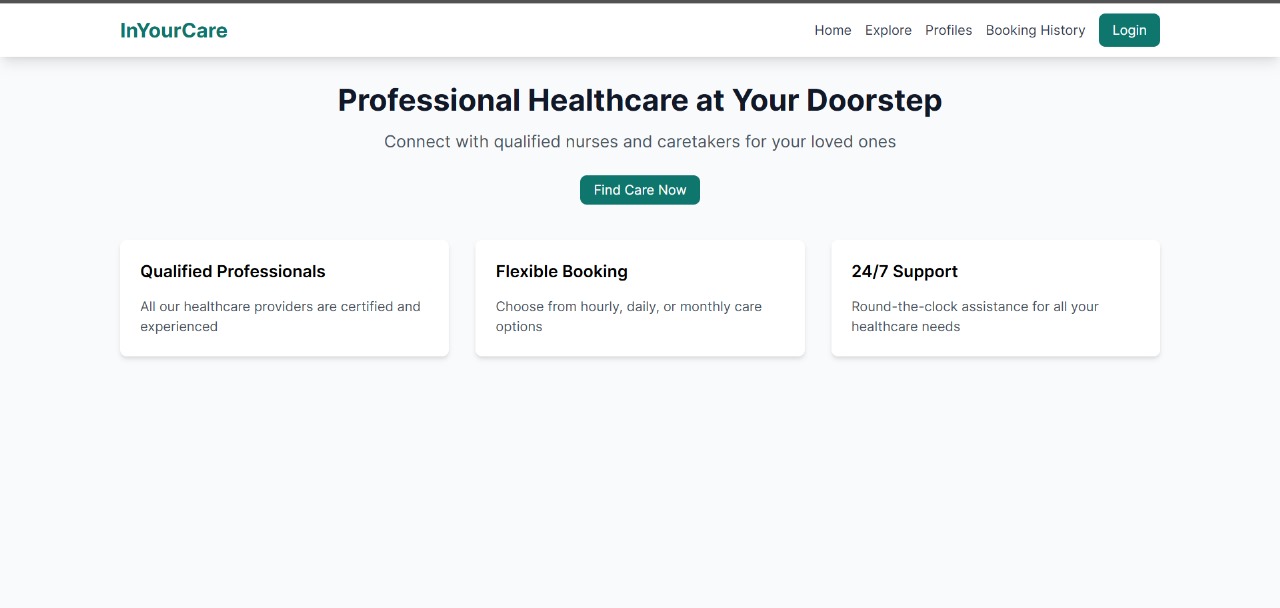 InYourCare
Home Explore Profiles Booking History Login
Professional Healthcare at Your Doorstep
Connect with qualified nurses and caretakers for your loved ones
Find Care Now
Qualified Professionals
All our healthcare providers are certified and
experienced
Flexible Booking
Choose from hourly, daily, or monthly care
options
24/7 Support
Round-the-clock assistance for all your
healthcare needs